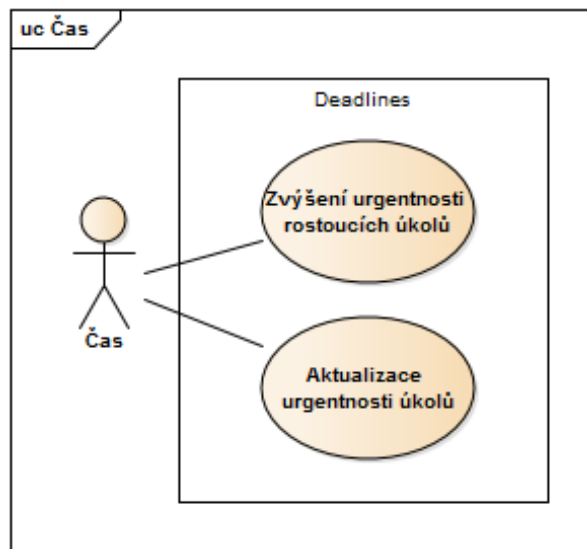 uc Čas
Deadlines
Zvýšení urgentnosti
rostoucích úkolů
Čas
Aktualizace
urgentnosti úkolů